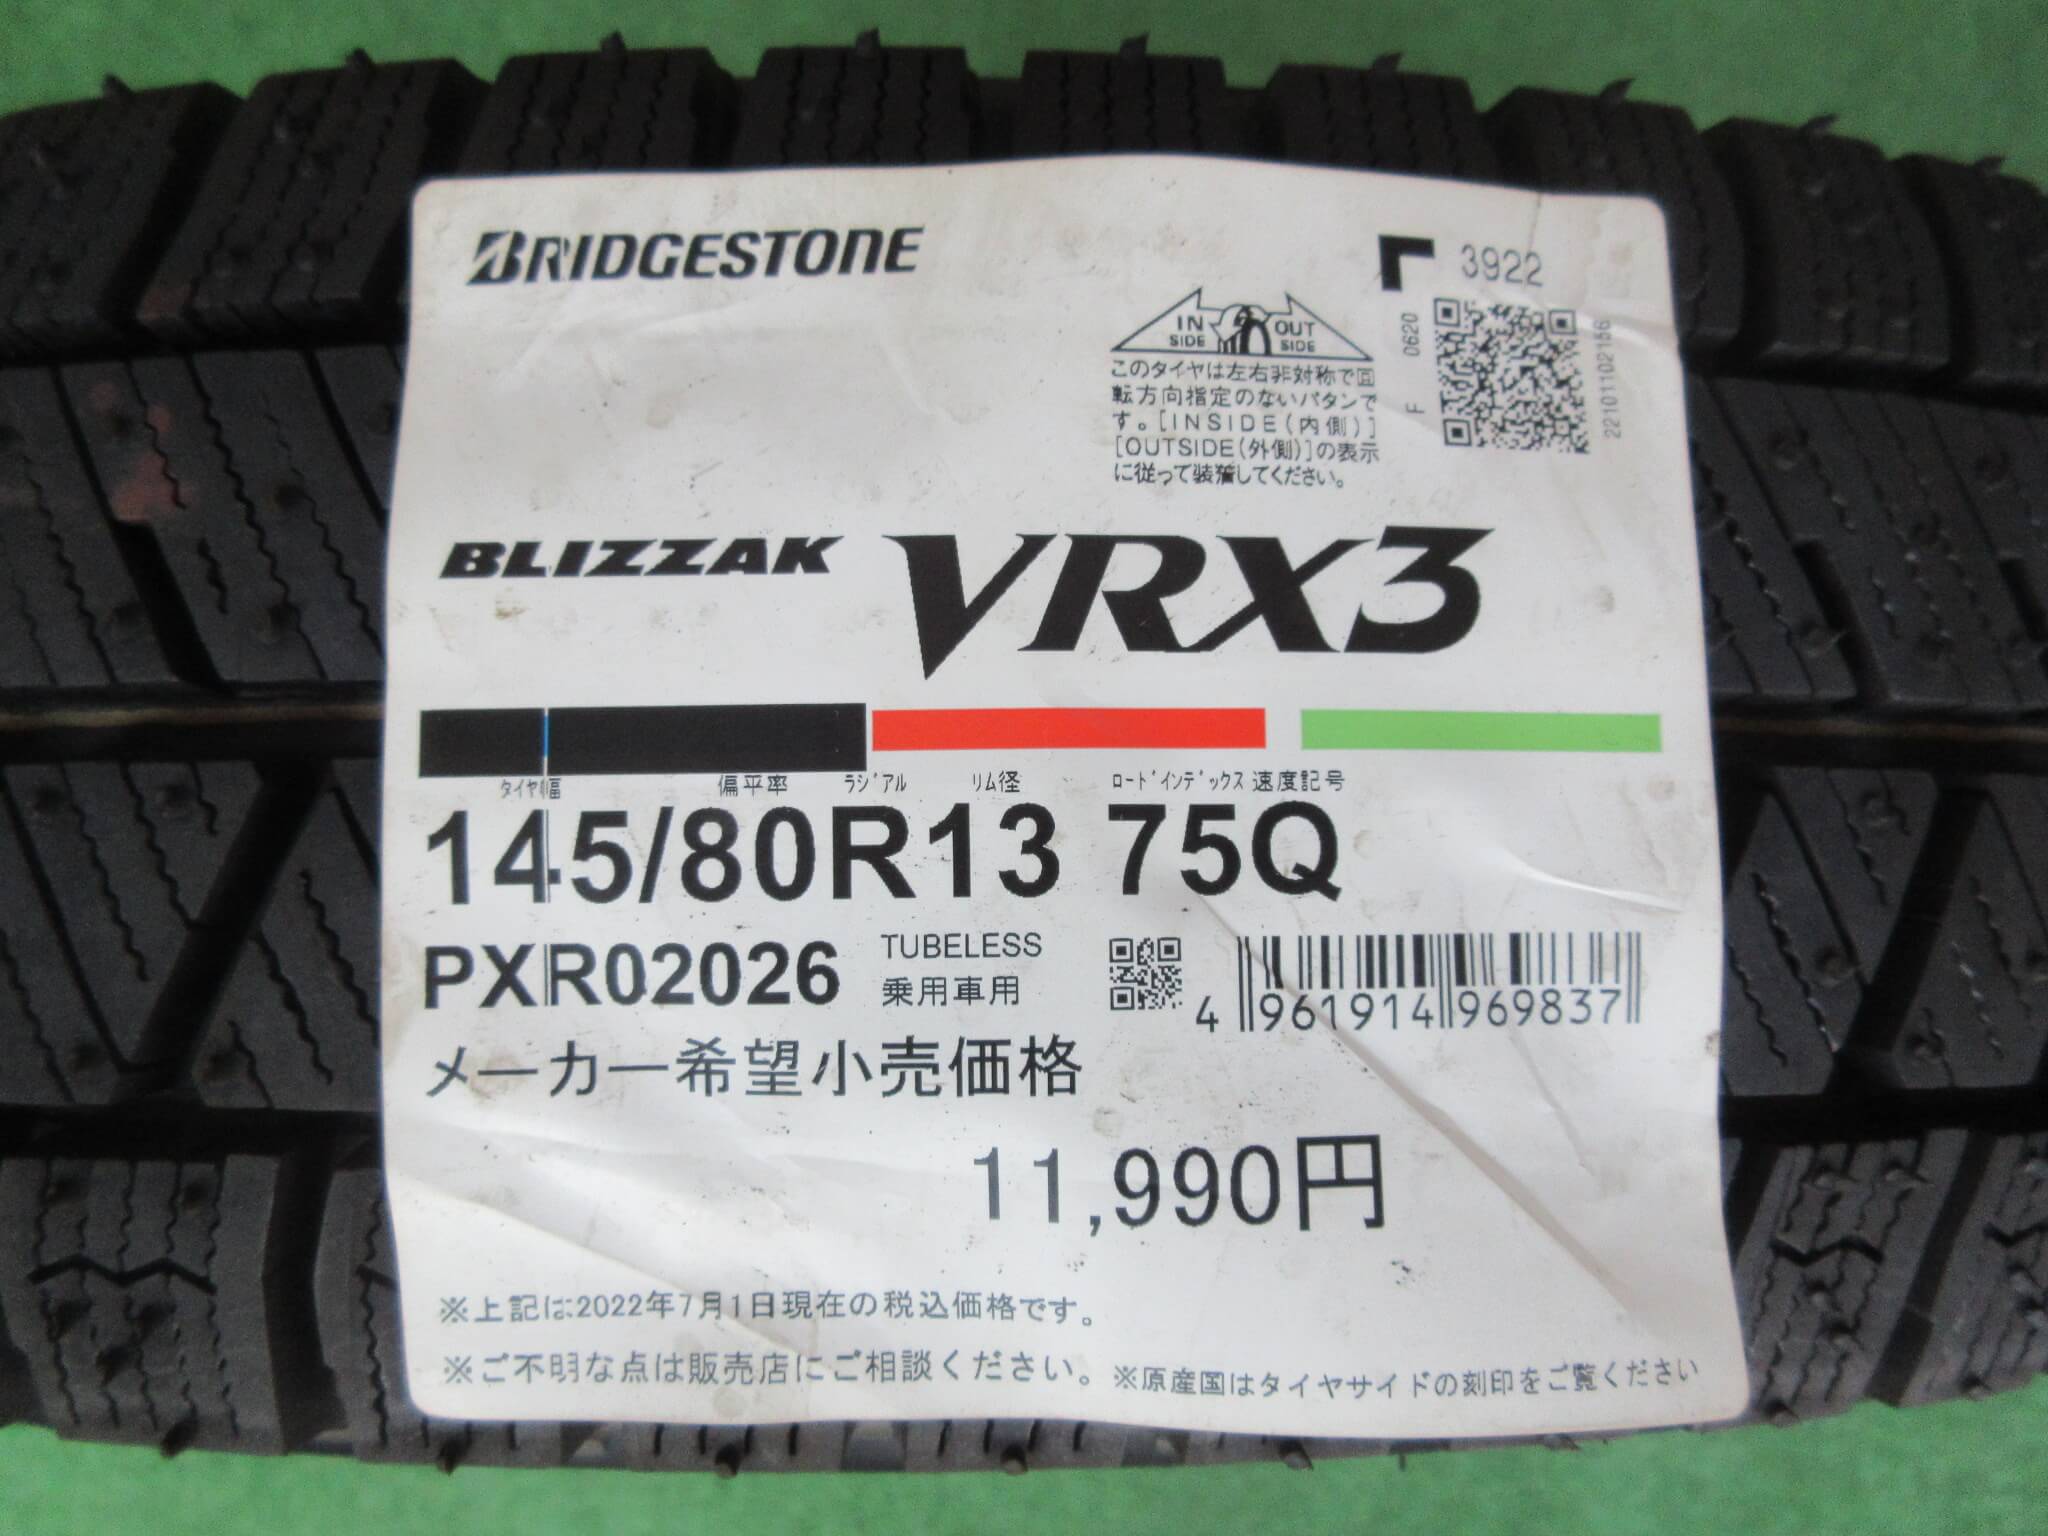 BRIDGESTONE
3922
IN SIDE OUT SIDE
このタイヤは左右非対称で回
転方向指定のないパタンで
す。[INSIDE(内側)]
[OUTSIDE(外側)]の表示
に従って装着してください。
F 0620
BLIZZAK VRX3
タイヤ幅 偏平率 ラジアル リム径 ロードインデックス 速度記号
145/80R13 75Q
PXR02026 TUBELESS
乗用車用
4 961914 969837
メーカー希望小売価格
11,990円
※上記は2022年7月1日現在の税込価格です。
※ご不明な点は販売店にご相談ください。 ※原産国はタイヤサイドの刻印をご覧ください